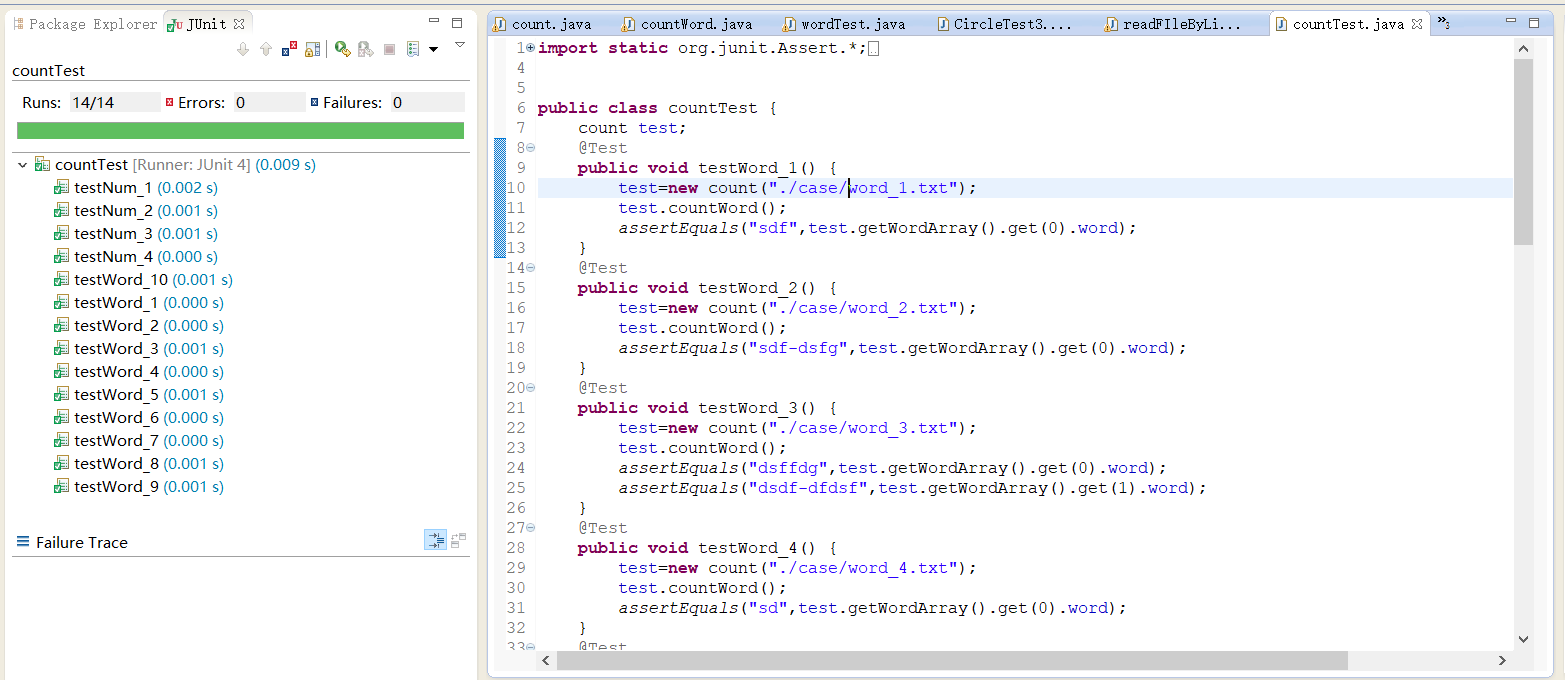 Package Explorer JUnit
countTest
Runs: 14/14 Errors: 0 Failures: 0
countTest [Runner: JUnit 4] (0.009 s)
testNum_1 (0.002 s)
testNum_2 (0.001 s)
testNum_3 (0.001 s)
testNum_4 (0.000 s)
testWord_10 (0.001 s)
testWord_1 (0.000 s)
testWord_2 (0.000 s)
testWord_3 (0.001 s)
testWord_4 (0.000 s)
testWord_5 (0.001 s)
testWord_6 (0.000 s)
testWord_7 (0.000 s)
testWord_8 (0.001 s)
testWord_9 (0.001 s)
Failure Trace
count.java countWord.java wordTest.java CircleTest3.... readFIleByLi... countTest.java »3
1 import static org.junit.Assert.*;
4
5
6 public class countTest {
7 count test;
8 @Test
9 public void testWord_1() {
10 test=new count("./case/word_1.txt");
11 test.countWord();
12 assertEquals("sdf",test.getWordArray().get(0).word);
13 }
14 @Test
15 public void testWord_2() {
16 test=new count("./case/word_2.txt");
17 test.countWord();
18 assertEquals("sdf-dsfg",test.getWordArray().get(0).word);
19 }
20 @Test
21 public void testWord_3() {
22 test=new count("./case/word_3.txt");
23 test.countWord();
24 assertEquals("dsffdg",test.getWordArray().get(0).word);
25 assertEquals("dsdf-dfdsf",test.getWordArray().get(1).word);
26 }
27 @Test
28 public void testWord_4() {
29 test=new count("./case/word_4.txt");
30 test.countWord();
31 assertEquals("sd",test.getWordArray().get(0).word);
32 }
33 @Test